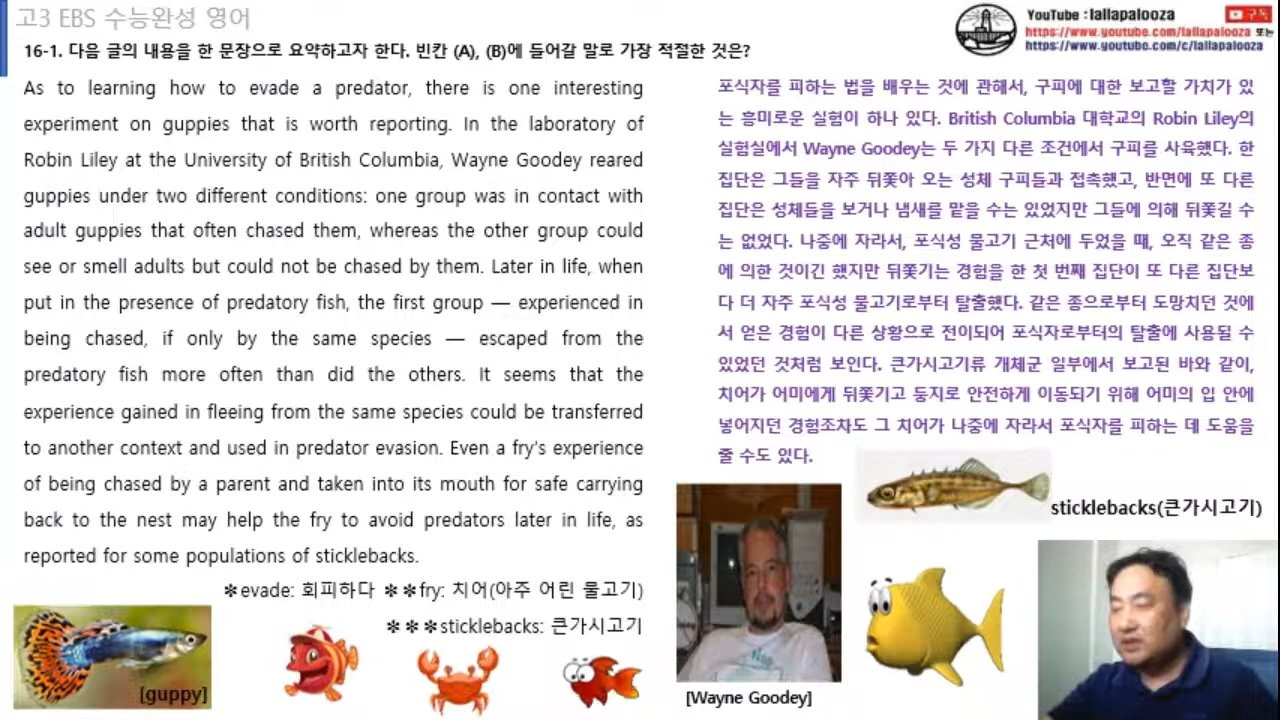 고3 EBS 수능완성 영어
YouTube : lallapalooza
구독
https://www.youtube.com/lallapalooza 또는
https://www.youtube.com/c/lallapalooza
16-1. 다음 글의 내용을 한 문장으로 요약하고자 한다. 빈칸 (A), (B)에 들어갈 말로 가장 적절한 것은?
As to learning how to evade a predator, there is one interesting
experiment on guppies that is worth reporting. In the laboratory of
Robin Liley at the University of British Columbia, Wayne Goodey reared
guppies under two different conditions: one group was in contact with
adult guppies that often chased them, whereas the other group could
see or smell adults but could not be chased by them. Later in life, when
put in the presence of predatory fish, the first group — experienced in
being chased, if only by the same species — escaped from the
predatory fish more often than did the others. It seems that the
experience gained in fleeing from the same species could be transferred
to another context and used in predator evasion. Even a fry's experience
of being chased by a parent and taken into its mouth for safe carrying
back to the nest may help the fry to avoid predators later in life, as
reported for some populations of sticklebacks.
✻evade: 회피하다 ✻✻fry: 치어(아주 어린 물고기)
✻✻✻sticklebacks: 큰가시고기
[guppy]
포식자를 피하는 법을 배우는 것에 관해서, 구피에 대한 보고할 가치가 있
는 흥미로운 실험이 하나 있다. British Columbia 대학교의 Robin Liley의
실험실에서 Wayne Goodey는 두 가지 다른 조건에서 구피를 사육했다. 한
집단은 그들을 자주 뒤쫓아 오는 성체 구피들과 접촉했고, 반면에 또 다른
집단은 성체들을 보거나 냄새를 맡을 수는 있었지만 그들에 의해 뒤쫓길 수
는 없었다. 나중에 자라서, 포식성 물고기 근처에 두었을 때, 오직 같은 종
에 의한 것이긴 했지만 뒤쫓기는 경험을 한 첫 번째 집단이 또 다른 집단보
다 더 자주 포식성 물고기로부터 탈출했다. 같은 종으로부터 도망치던 것에
서 얻은 경험이 다른 상황으로 전이되어 포식자로부터의 탈출에 사용될 수
있었던 것처럼 보인다. 큰가시고기류 개체군 일부에서 보고된 바와 같이,
치어가 어미에게 뒤쫓기고 둥지로 안전하게 이동되기 위해 어미의 입 안에
넣어지던 경험조차도 그 치어가 나중에 자라서 포식자를 피하는 데 도움을
줄 수도 있다.
sticklebacks(큰가시고기)
[Wayne Goodey]